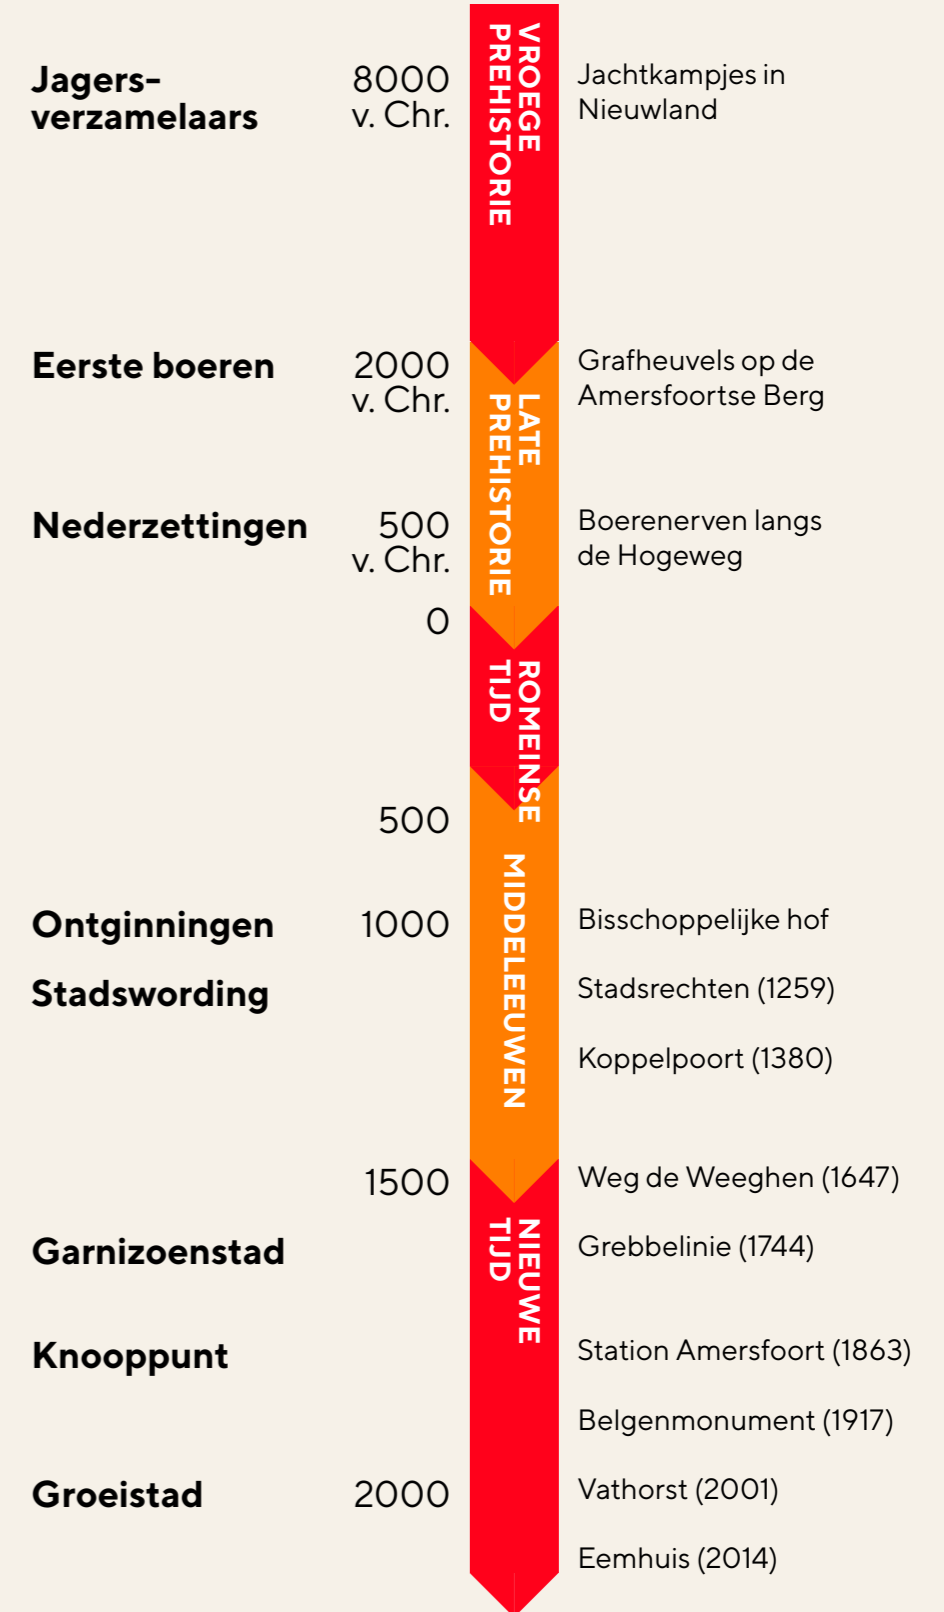 VROEGE
PREHISTORIE
Jagers-
verzamelaars
8000
v. Chr.
Jachtkampjes in
Nieuwland
Eerste boeren
2000
v. Chr.
Grafheuvels op de
Amersfoortse Berg
LATE
PREHISTORIE
Nederzettingen
500
v. Chr.
Boerenerven langs
de Hogeweg
0
ROMEINSE
TIJD
500
MIDDELEEUWEN
Ontginningen
1000
Bisschoppelijke hof
Stadswording
Stadsrechten (1259)
Koppelpoort (1380)
1500
Weg de Weeghen (1647)
NIEUWE
TIJD
Garnizoenstad
Grebbelinie (1744)
Knooppunt
Station Amersfoort (1863)
Belgenmonument (1917)
Groeistad
2000
Vathorst (2001)
Eemhuis (2014)